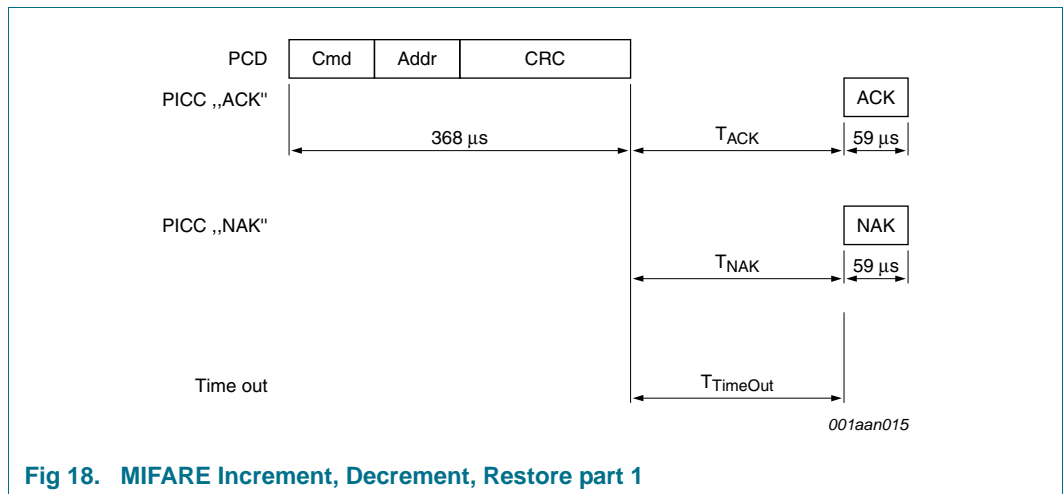 PCD Cmd Addr CRC
PICC ,,ACK" ACK
368 μs TACK 59 μs
PICC ,,NAK" NAK
TNAK 59 μs
Time out TTimeOut
001aan015
Fig 18. MIFARE Increment, Decrement, Restore part 1